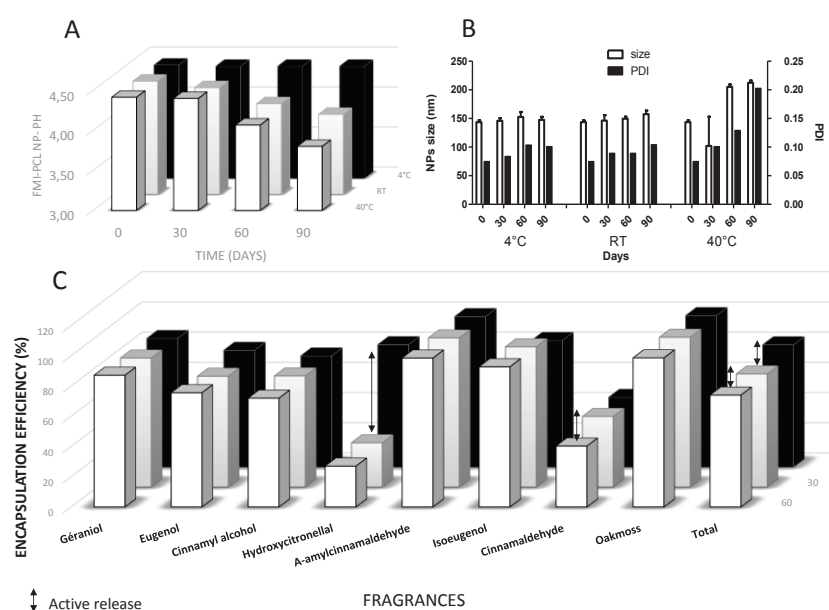 A
FMI-PCL NP- PH
4,50
4,00
3,50
3,00
0 30 60 90
TIME (DAYS)
4°C
RT
40°C
B
size
PDI
NPs size (nm)
250
200
150
100
50
0
PDI
0.25
0.20
0.15
0.10
0.05
0.00
0 30 60 90 0 30 60 90 0 30 60 90
4°C RT 40°C
Days
C
ENCAPSULATION EFFICIENCY (%)
120
100
80
60
40
20
0
Géraniol
Eugenol
Cinnamyl alcohol
Hydroxycitronellal
A-amylcinnamaldehyde
Isoeugenol
Cinnamaldehyde
Oakmoss
Total
30
60
FRAGRANCES
Active release